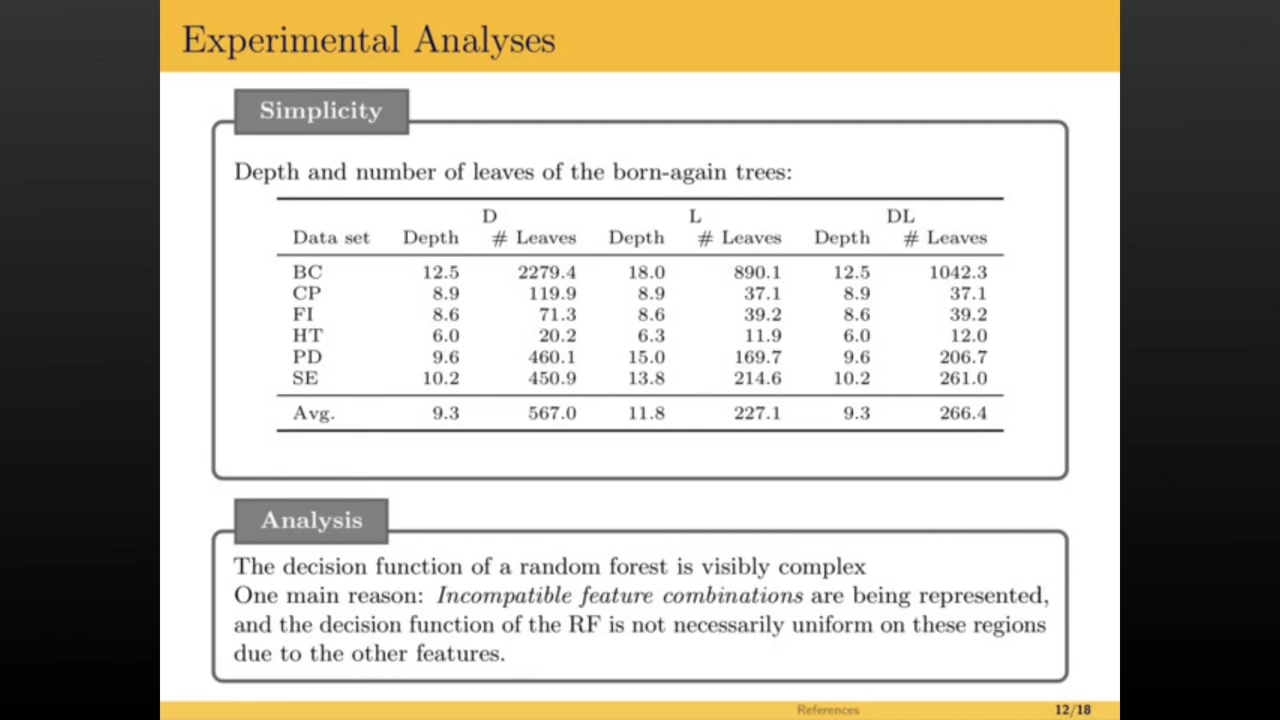 Experimental Analyses
Simplicity
Depth and number of leaves of the born-again trees:
D L DL
Data set Depth # Leaves Depth # Leaves Depth # Leaves
BC 12.5 2279.4 18.0 890.1 12.5 1042.3
CP 8.9 119.9 8.9 37.1 8.9 37.1
FI 8.6 71.3 8.6 39.2 8.6 39.2
HT 6.0 20.2 6.3 11.9 6.0 12.0
PD 9.6 460.1 15.0 169.7 9.6 206.7
SE 10.2 450.9 13.8 214.6 10.2 261.0
Avg. 9.3 567.0 11.8 227.1 9.3 266.4
Analysis
The decision function of a random forest is visibly complex
One main reason: Incompatible feature combinations are being represented,
and the decision function of the RF is not necessarily uniform on these regions
due to the other features.
References 12/18